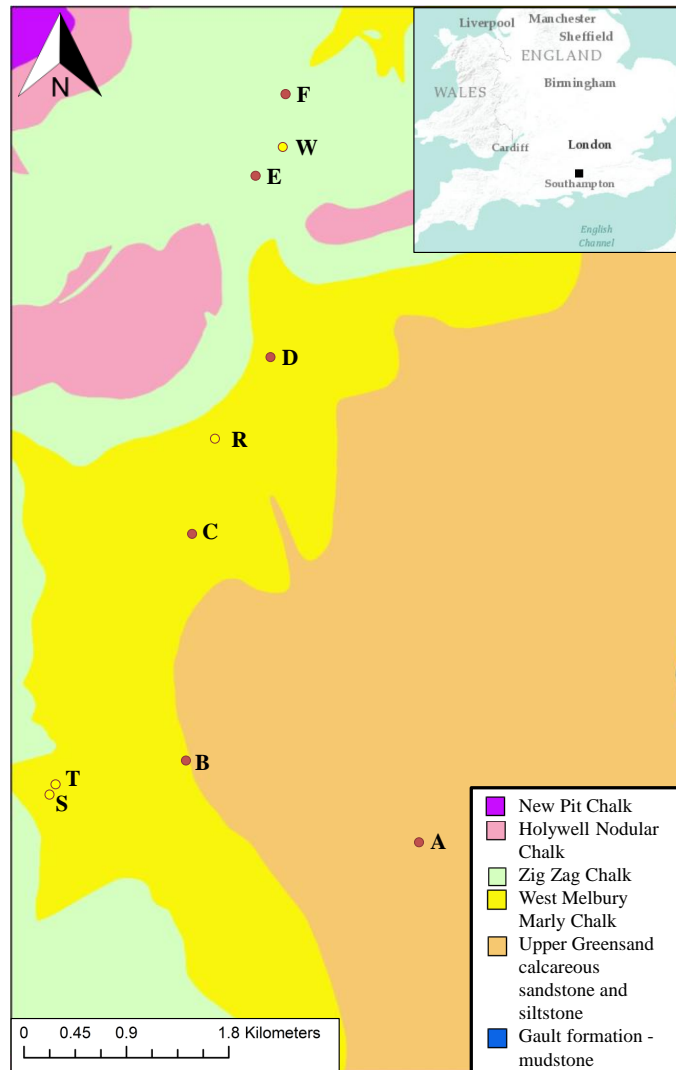 N
Liverpool
Manchester
Sheffield
ENGLAND
WALES
Birmingham
Cardiff
London
Southampton
English
Channel
F
W
E
D
R
C
B
T
S
A
New Pit Chalk
Holywell Nodular
Chalk
Zig Zag Chalk
West Melbury
Marly Chalk
Upper Greensand
calcareous
sandstone and
siltstone
Gault formation -
mudstone
0 0.45 0.9 1.8 Kilometers